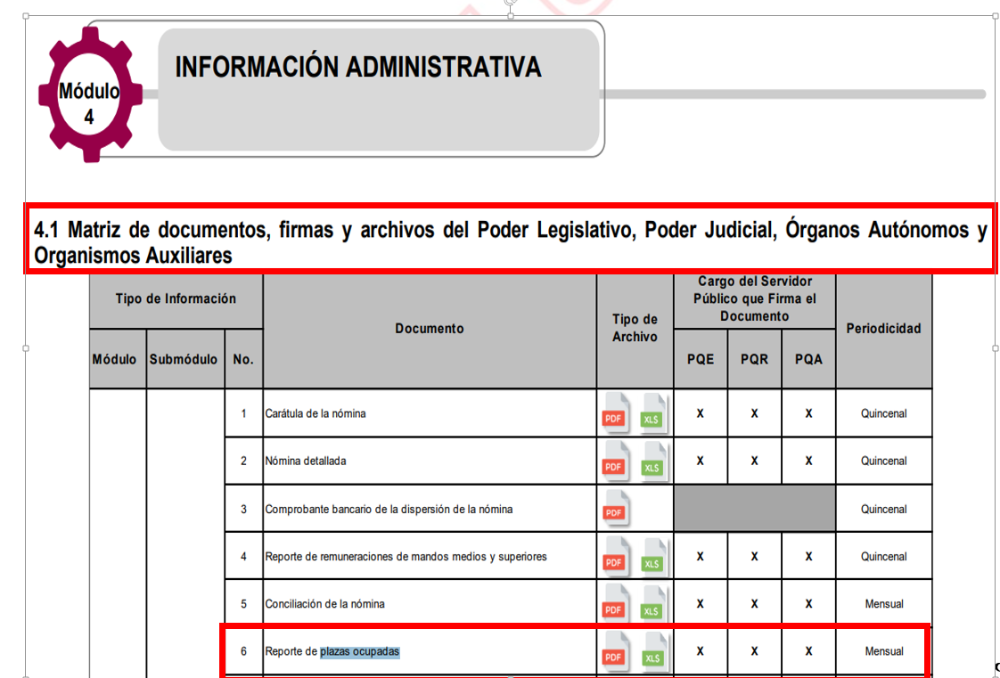 Módulo
4
INFORMACIÓN ADMINISTRATIVA
4.1 Matriz de documentos, firmas y archivos del Poder Legislativo, Poder Judicial, Órganos Autónomos y
Organismos Auxiliares
Tipo de Información
Documento
Tipo de
Archivo
Cargo del Servidor
Público que Firma el
Documento
Periodicidad
Módulo Submódulo No.
PQE PQR PQA
1 Carátula de la nómina PDF XLS X X X Quincenal
2 Nómina detallada PDF XLS X X X Quincenal
3 Comprobante bancario de la dispersión de la nómina PDF Quincenal
4 Reporte de remuneraciones de mandos medios y superiores PDF XLS X X X Quincenal
5 Conciliación de la nómina PDF XLS X X X Mensual
6 Reporte de plazas ocupadas PDF XLS X X X Mensual